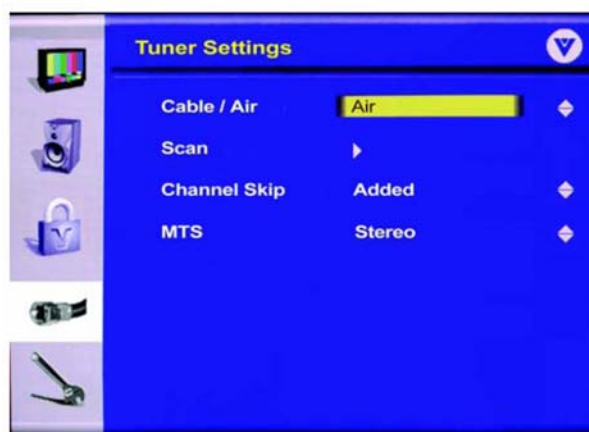 Tuner Settings
Cable / Air Air
Scan
Channel Skip Added
MTS Stereo